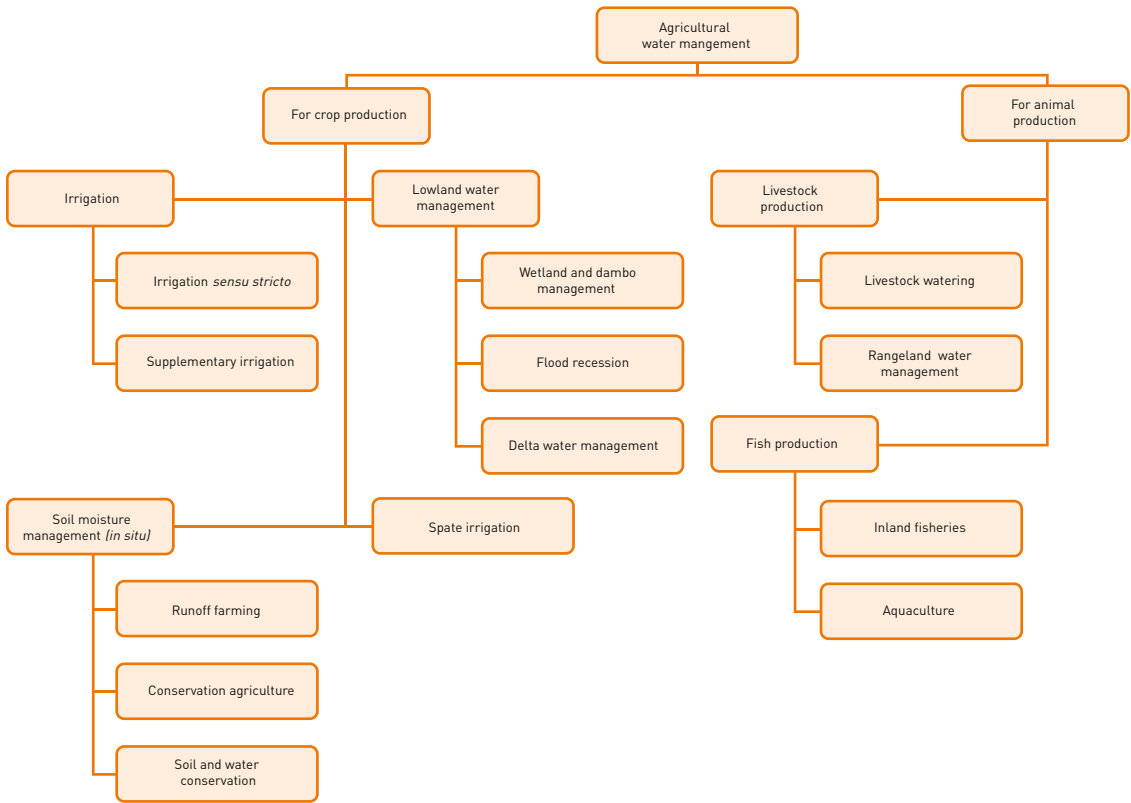 Agricultural
water mangement
For crop production
For animal
production
Irrigation
Lowland water
management
Livestock
production
Irrigation sensu stricto
Wetland and dambo
management
Livestock watering
Supplementary irrigation
Flood recession
Rangeland water
management
Delta water management
Fish production
Soil moisture
management (in situ)
Spate irrigation
Inland fisheries
Runoff farming
Aquaculture
Conservation agriculture
Soil and water
conservation